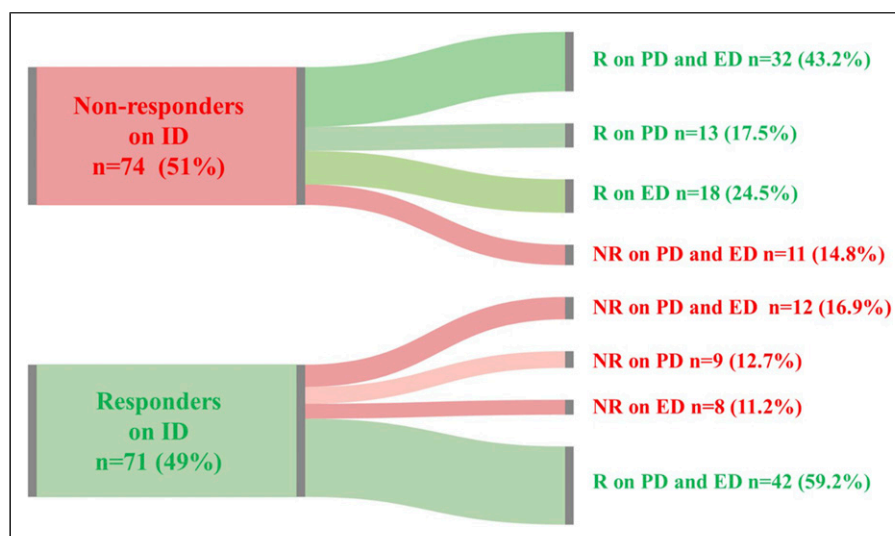 Non-responders
on ID
n=74 (51%)
R on PD and ED n=32 (43.2%)
R on PD n=13 (17.5%)
R on ED n=18 (24.5%)
NR on PD and ED n=11 (14.8%)
Responders
on ID
n=71 (49%)
NR on PD and ED n=12 (16.9%)
NR on PD n=9 (12.7%)
NR on ED n=8 (11.2%)
R on PD and ED n=42 (59.2%)